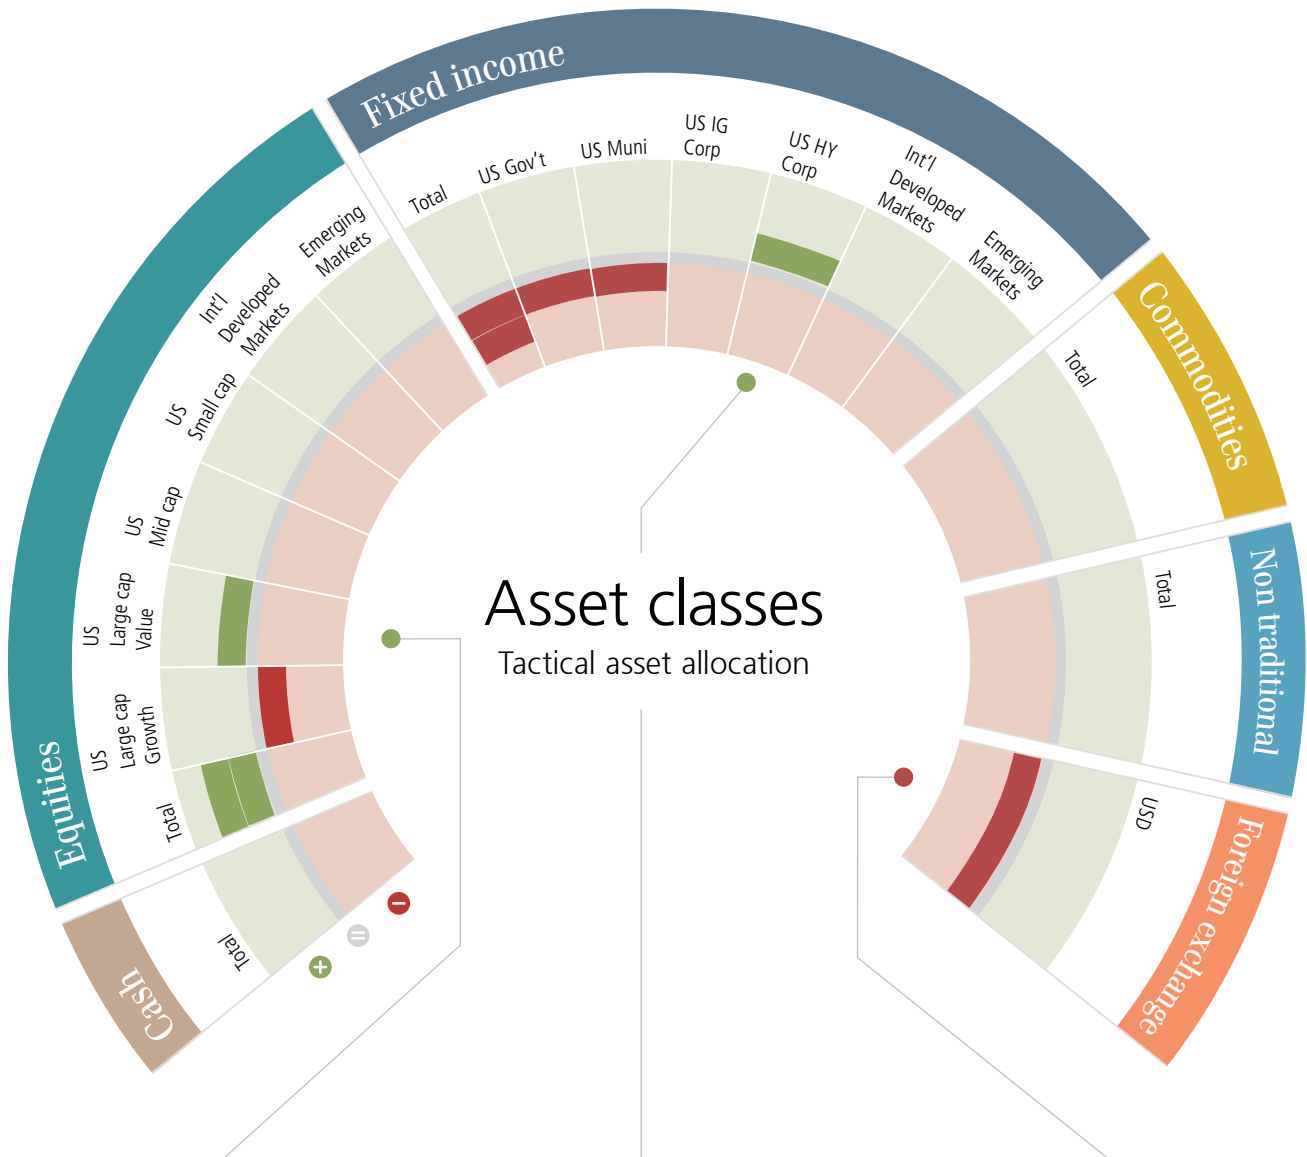 Fixed income
Total
US Gov't
US Muni
US IG
Corp
US HY
Corp
Int'l
Developed
Markets
Emerging
Markets
Commodities
Total
Non traditional
Total
Foreign exchange
USD
Equities
Emerging
Markets
Int'l
Developed
Markets
US
Small cap
US
Mid cap
US
Large cap
Value
US
Large cap
Growth
Total
Cash
Total
Asset classes
Tactical asset allocation